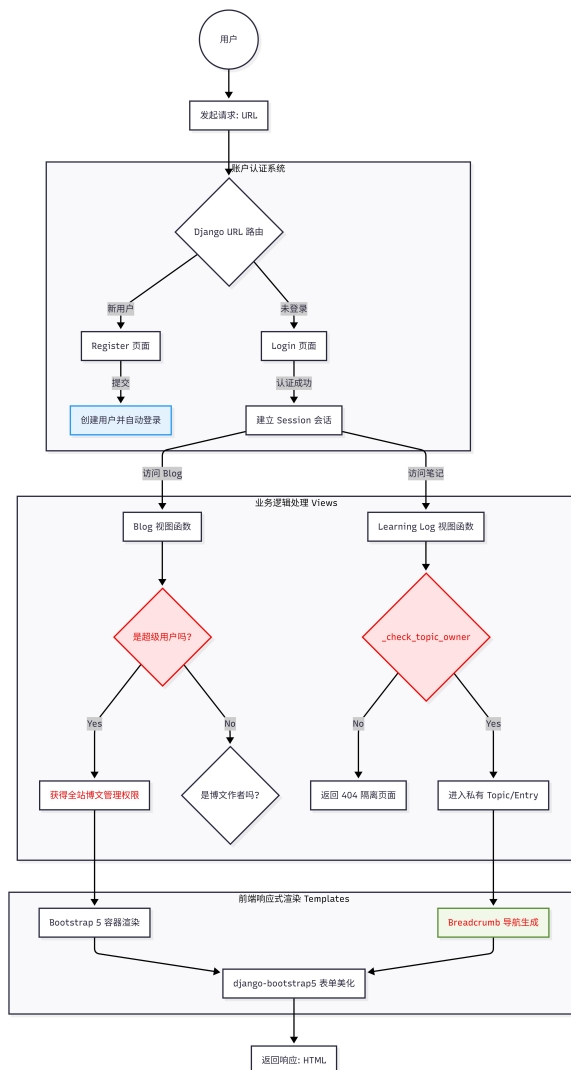 用户
发起请求: URL
账户认证系统
Django URL 路由
新用户
未登录
Register 页面
Login 页面
提交
认证成功
创建用户并自动登录
建立 Session 会话
访问 Blog
访问笔记
业务逻辑处理 Views
Blog 视图函数
Learning Log 视图函数
是超级用户吗?
_check_topic_owner
Yes
No
No
Yes
获得全站博文管理权限
是博文作者吗?
返回 404 隔离页面
进入私有 Topic/Entry
前端响应式渲染 Templates
Bootstrap 5 容器渲染
Breadcrumb 导航生成
django-bootstrap5 表单美化
返回响应: HTML